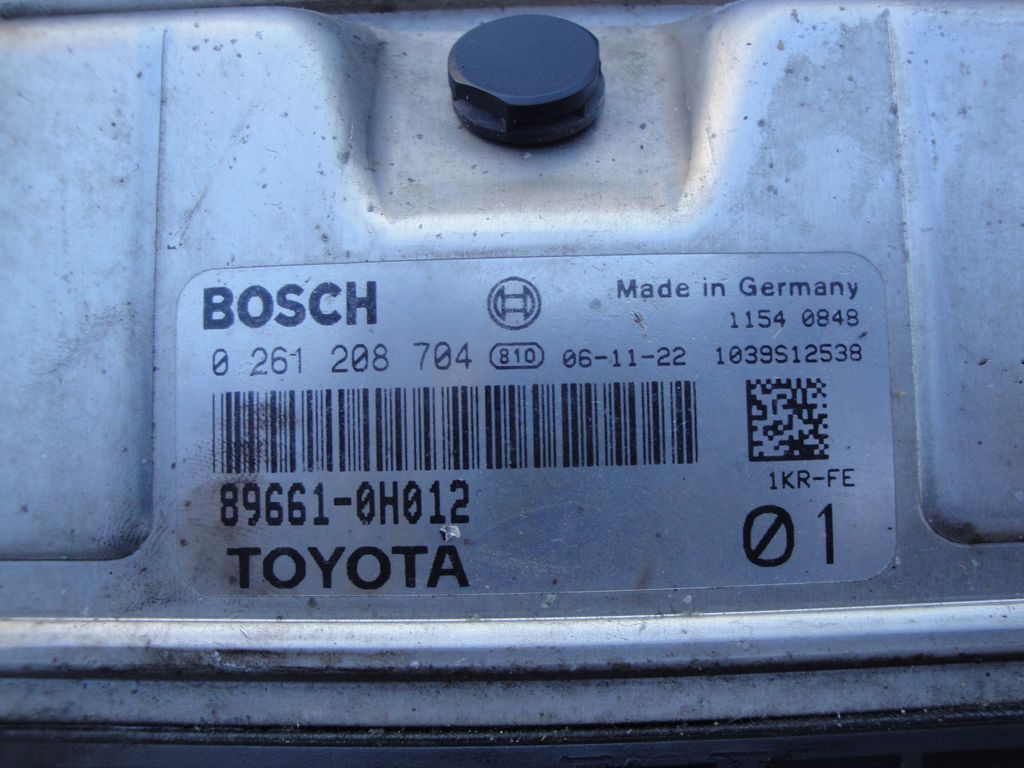 BOSCH Made in Germany
1154 0848
0 261 208 704 810 06-11-22 1039S12538
1KR-FE
89661-0H012
01
TOYOTA